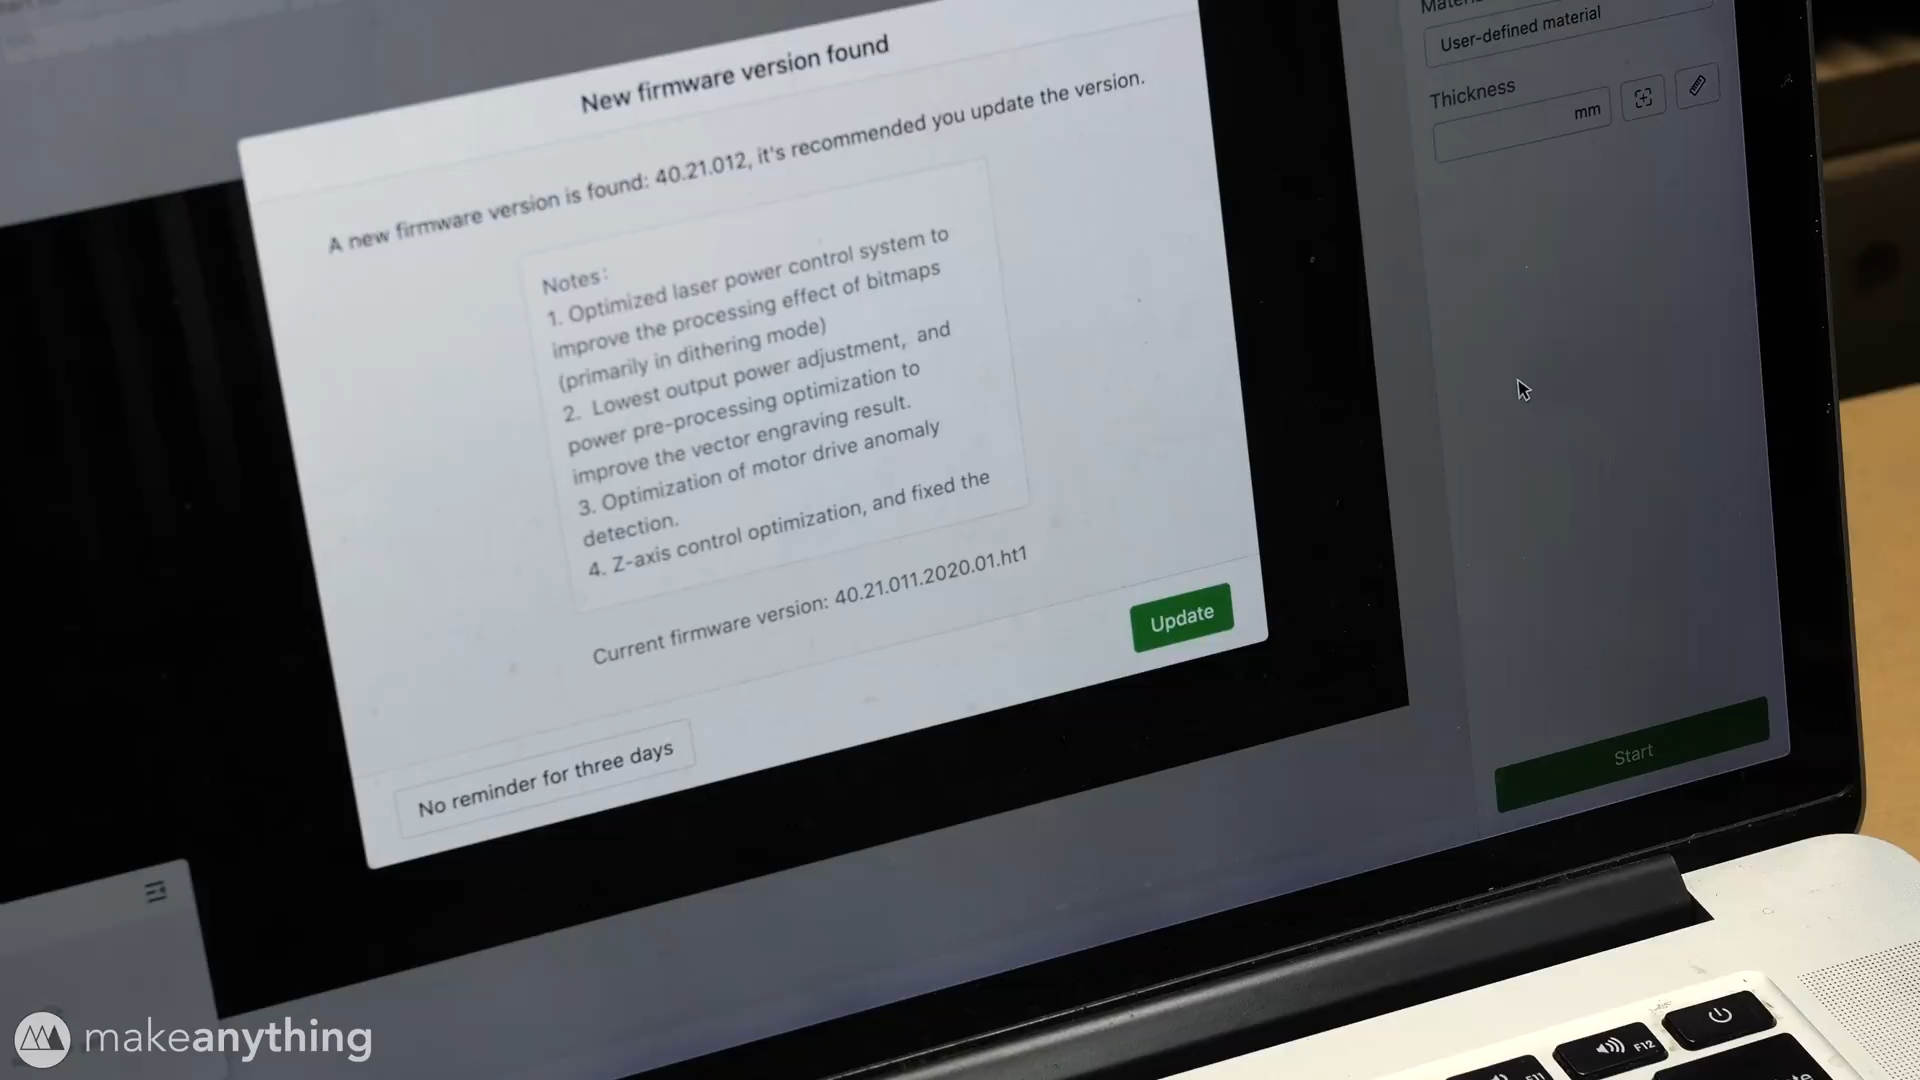 New firmware version found
A new firmware version is found: 40.21.012, it's recommended you update the version.
Notes:
1. Optimized laser power control system to
improve the processing effect of bitmaps
(primarily in dithering mode)
2. Lowest output power adjustment, and
power pre-processing optimization to
improve the vector engraving result.
3. Optimization of motor drive anomaly
detection.
4. Z-axis control optimization, and fixed the
Current firmware version: 40.21.011.2020.01.ht1
No reminder for three days
Update
User-defined material
Thickness
mm
Start
F12
makeanything